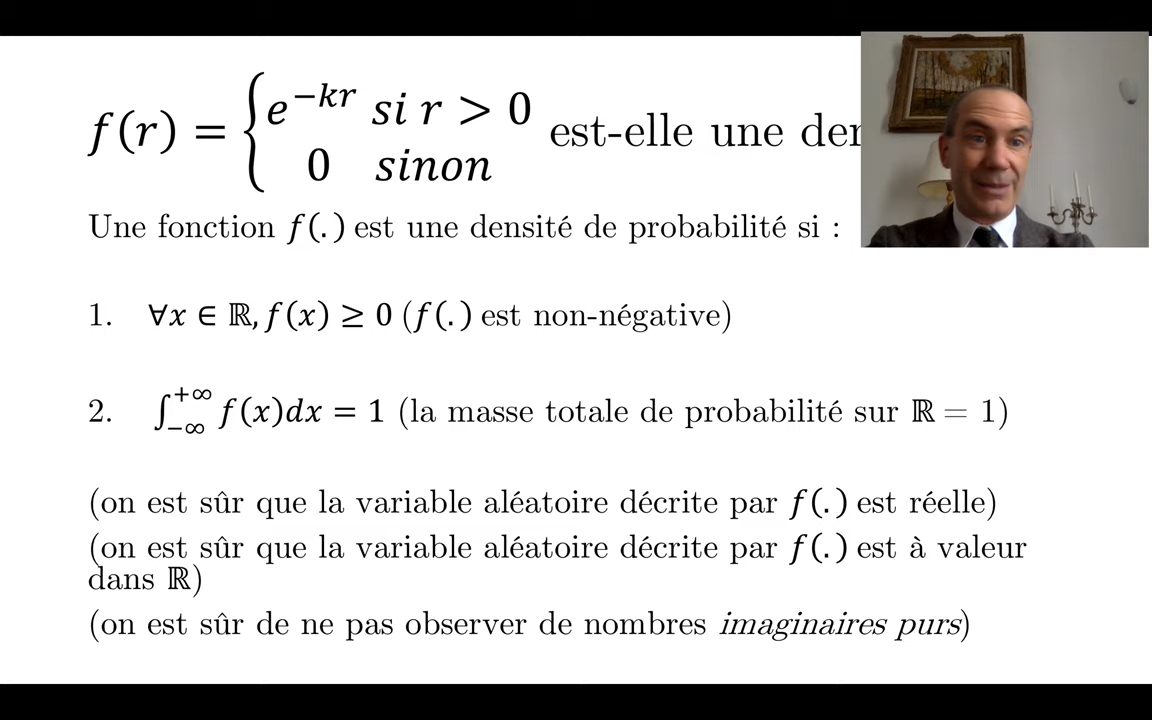 f(r) = { e^{−kr} si r > 0
0 sinon
est-elle une
Une fonction f(.) est une densité de probabilité si :
1. ∀x ∈ ℝ, f(x) ≥ 0 (f(.) est non-négative)
2. ∫_{−∞}^{+∞} f(x)dx = 1 (la masse totale de probabilité sur ℝ = 1)
(on est sûr que la variable aléatoire décrite par f(.) est réelle)
(on est sûr que la variable aléatoire décrite par f(.) est à valeur
dans ℝ)
(on est sûr de ne pas observer de nombres imaginaires purs)